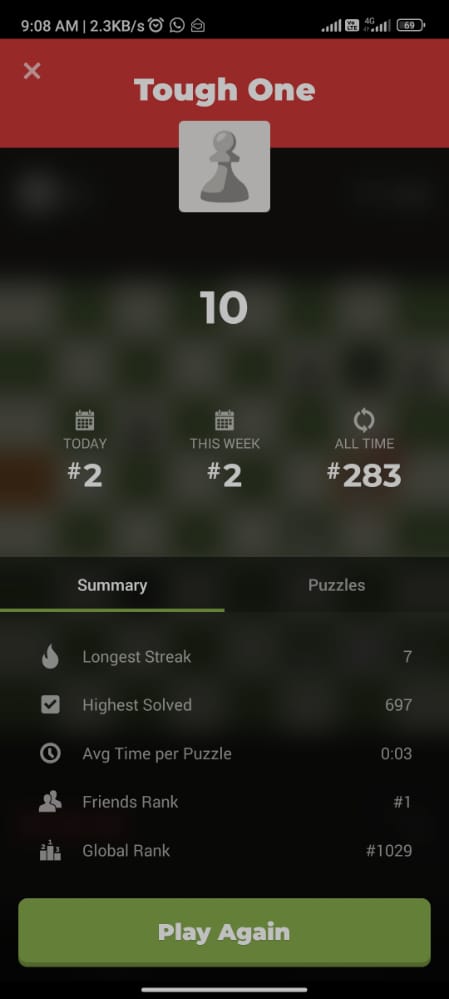 9:08 AM | 2.3KB/s
Vo LTE 4G 69
Tough One
10
TODAY THIS WEEK ALL TIME
#2 #2 #283
Summary Puzzles
Longest Streak 7
Highest Solved 697
Avg Time per Puzzle 0:03
Friends Rank #1
Global Rank #1029
Play Again